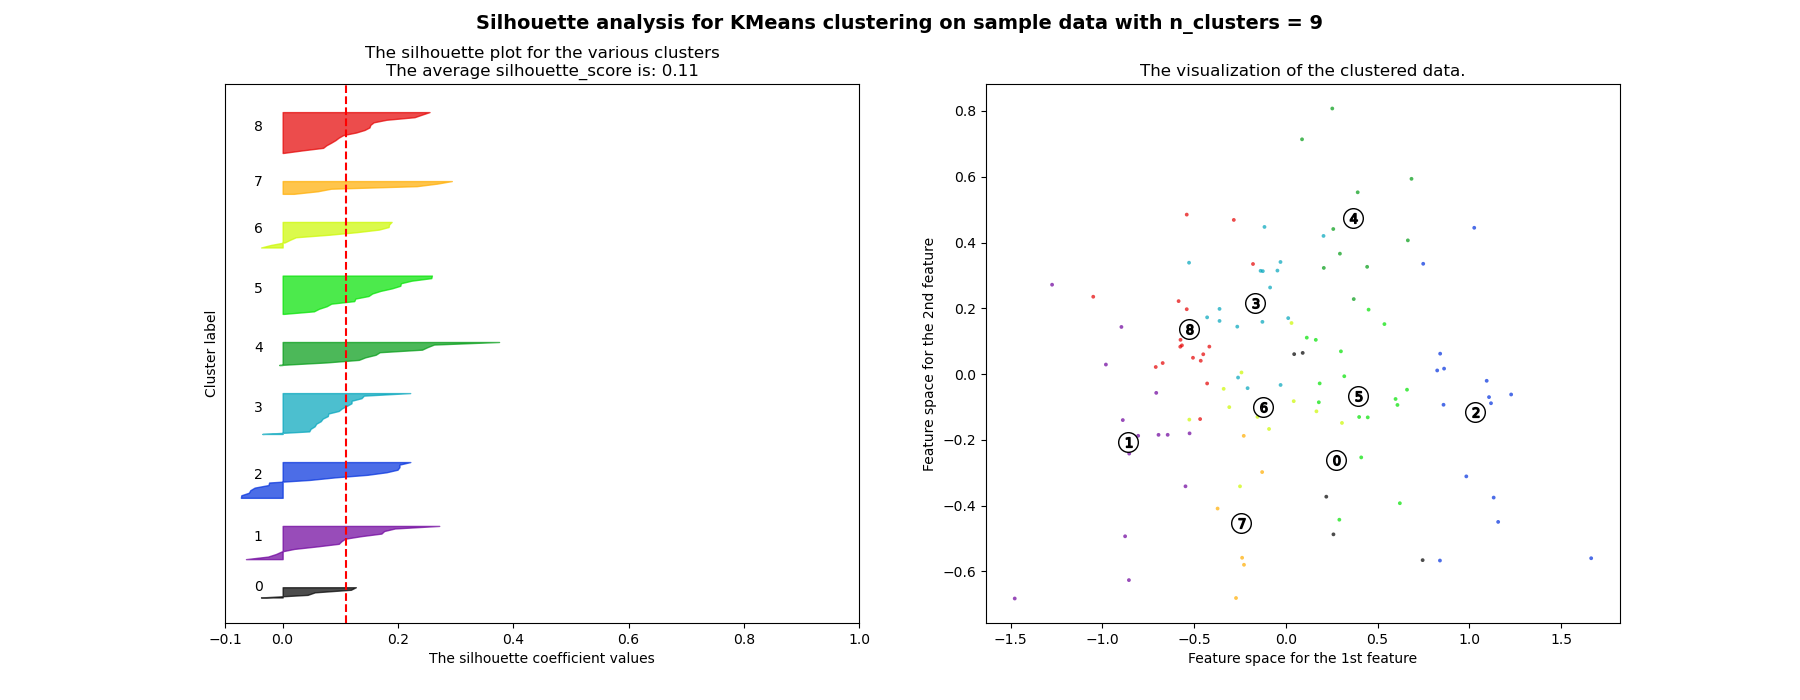 Silhouette analysis for KMeans clustering on sample data with n_clusters = 9
The silhouette plot for the various clusters
The average silhouette_score is: 0.11
8
7
6
5
4
3
2
1
0
Cluster label
−0.1 0.0 0.2 0.4 0.6 0.8 1.0
The silhouette coefficient values
The visualization of the clustered data.
0.8
0.6
0.4
0.2
0.0
−0.2
−0.4
−0.6
Feature space for the 2nd feature
4
3
8
5
6
2
1
0
7
−1.5 −1.0 −0.5 0.0 0.5 1.0 1.5
Feature space for the 1st feature